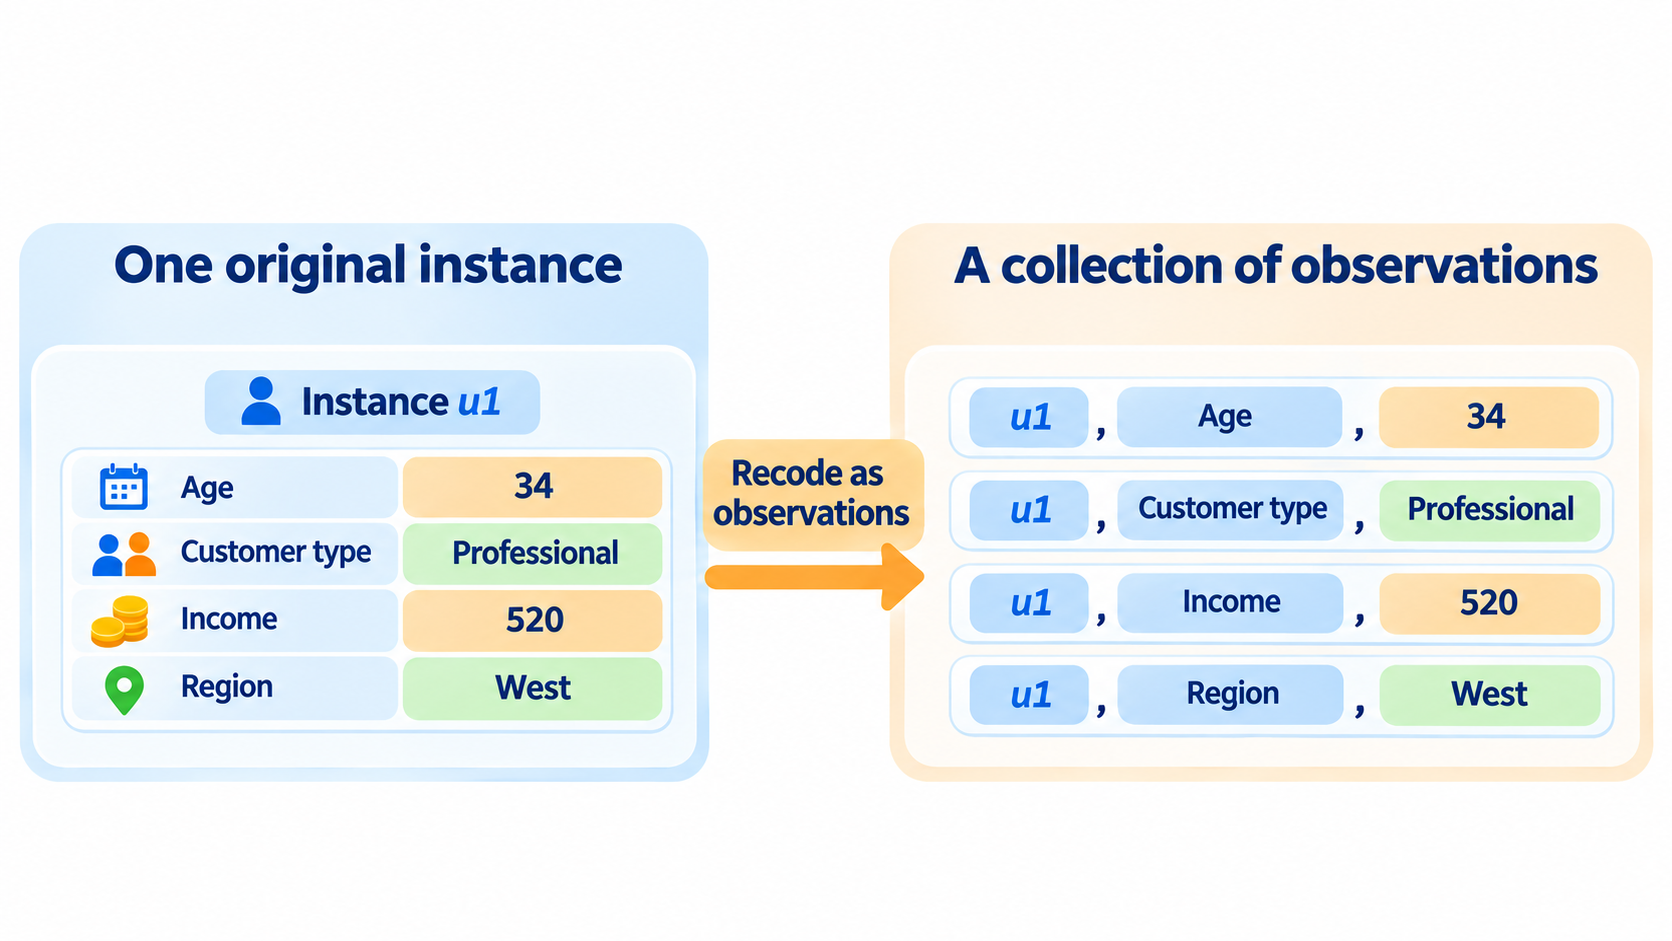 One original instance
Instance u1
Age 34
Customer type Professional
Income 520
Region West
Recode as
observations
A collection of observations
u1 , Age , 34
u1 , Customer type , Professional
u1 , Income , 520
u1 , Region , West